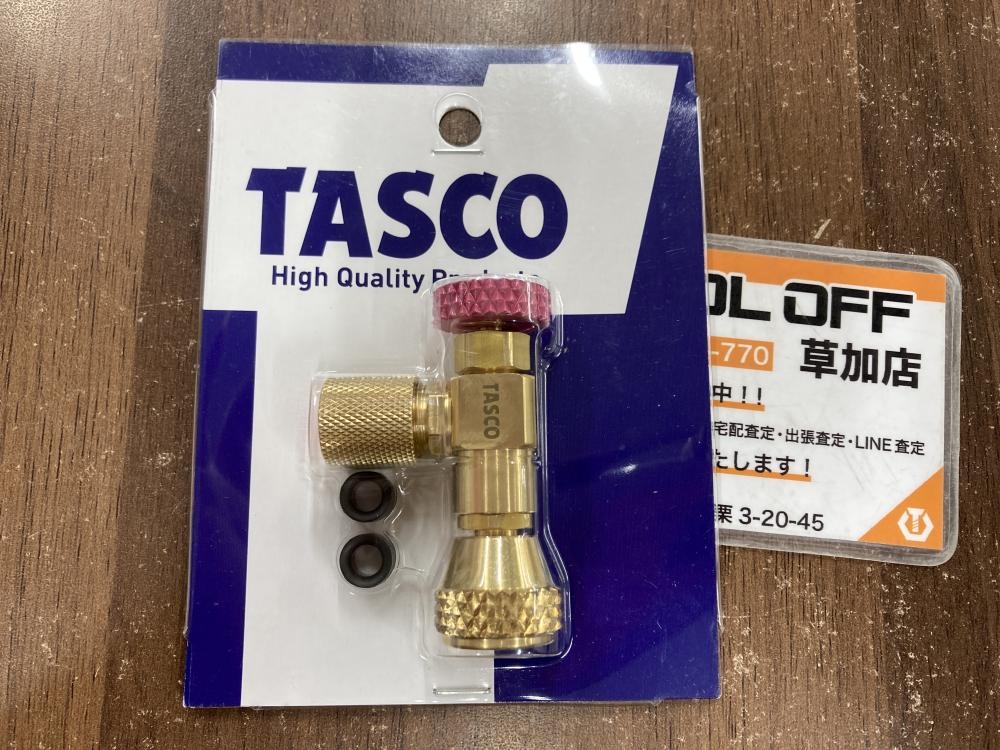 TASCO
High Quality Products
TASCO
OL OFF
-770
草加店
中!!
宅配査定・出張査定・LINE査定
たします!
栗 3-20-45